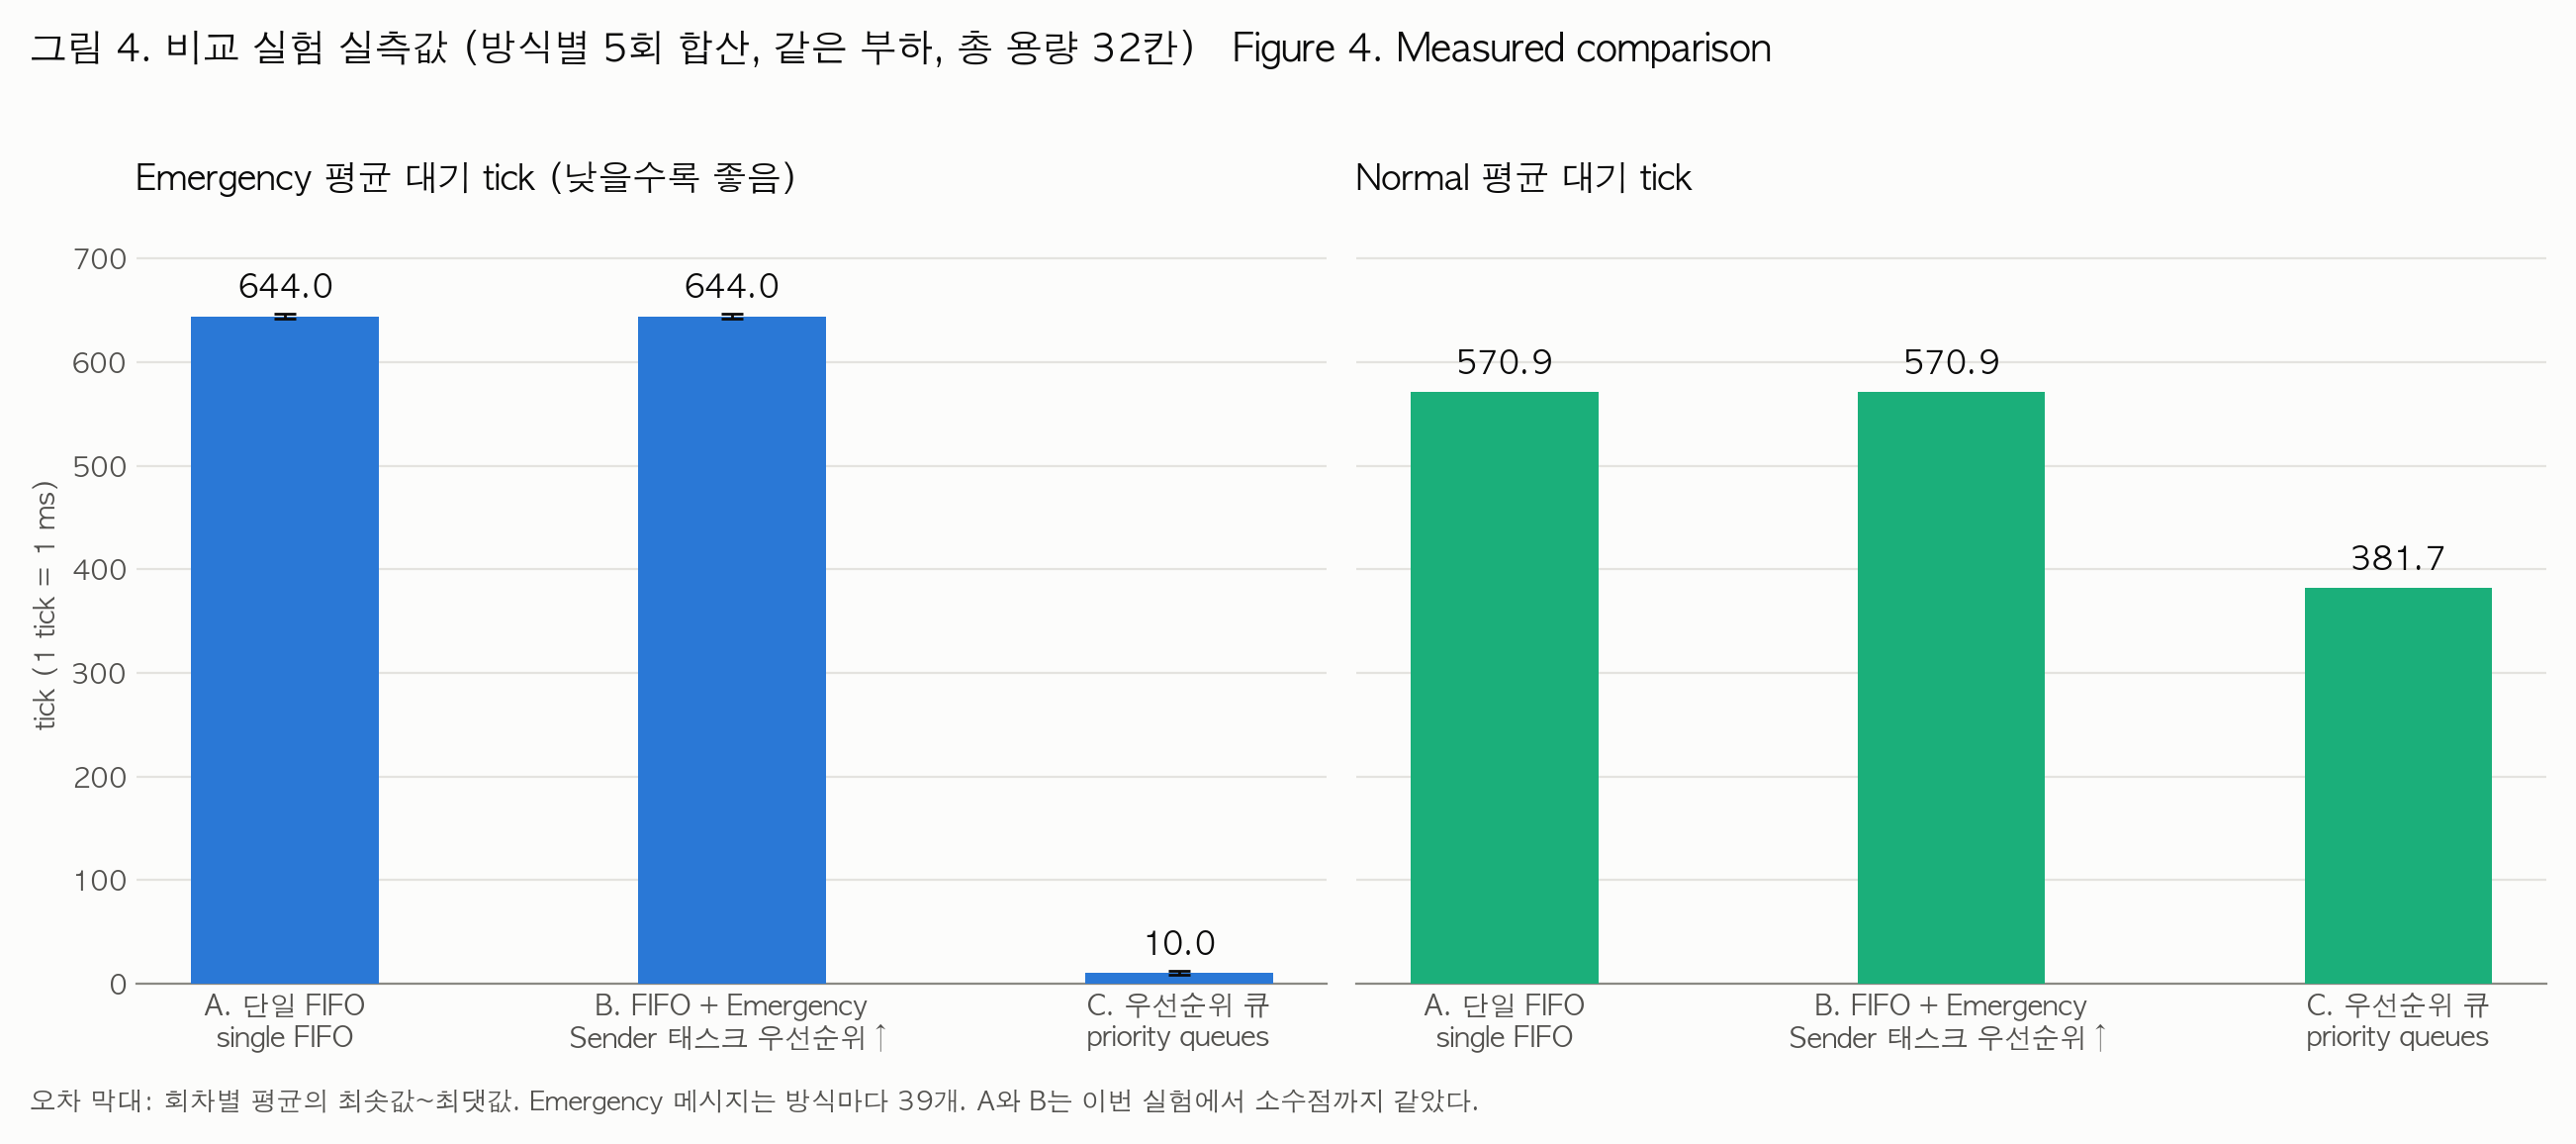 그림 4. 비교 실험 실측값 (방식별 5회 합산, 같은 부하, 총 용량 32칸) Figure 4. Measured comparison
Emergency 평균 대기 tick (낮을수록 좋음)
tick (1 tick = 1 ms)
700
600
500
400
300
200
100
0
644.0
644.0
10.0
A. 단일 FIFO
single FIFO
B. FIFO + Emergency
Sender 태스크 우선순위↑
C. 우선순위 큐
priority queues
Normal 평균 대기 tick
570.9
570.9
381.7
A. 단일 FIFO
single FIFO
B. FIFO + Emergency
Sender 태스크 우선순위↑
C. 우선순위 큐
priority queues
오차 막대: 회차별 평균의 최솟값~최댓값. Emergency 메시지는 방식마다 39개. A와 B는 이번 실험에서 소수점까지 같았다.